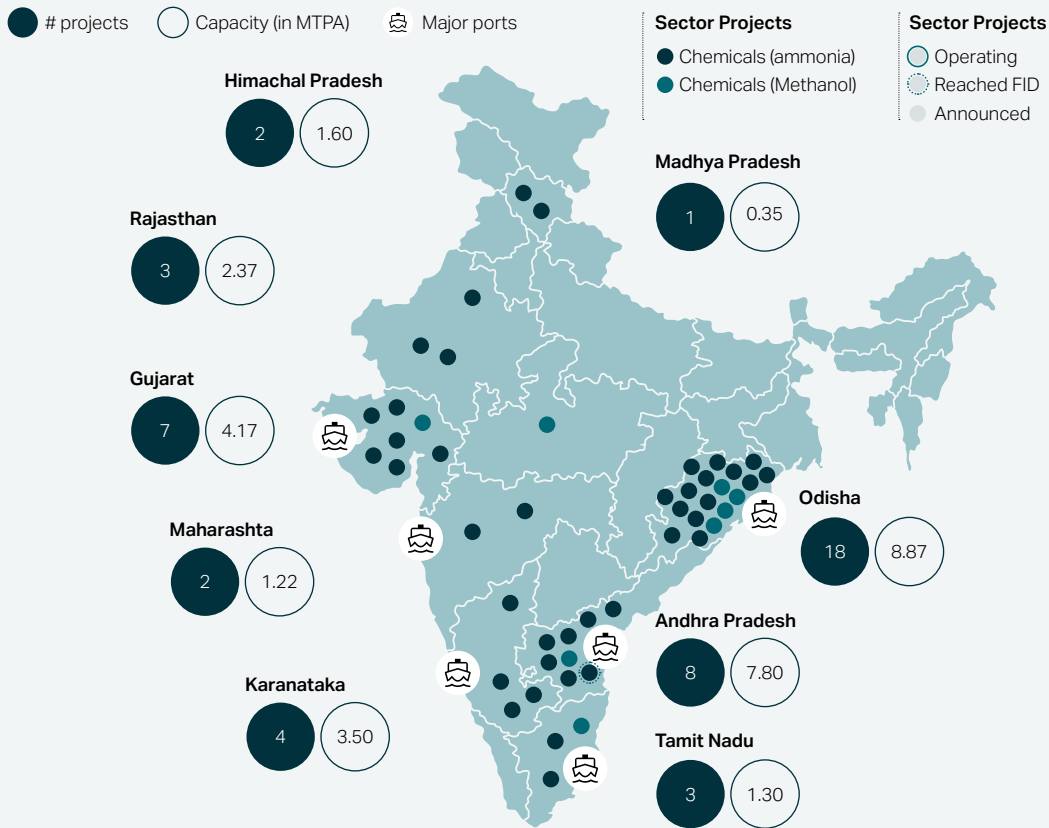 # projects
Capacity (in MTPA)
Major ports
Sector Projects
Chemicals (ammonia)
Chemicals (Methanol)
Sector Projects
Operating
Reached FID
Announced
Himachal Pradesh
2
1.60
Madhya Pradesh
1
0.35
Rajasthan
3
2.37
Gujarat
7
4.17
Odisha
18
8.87
Maharashta
2
1.22
Andhra Pradesh
8
7.80
Karanataka
4
3.50
Tamit Nadu
3
1.30